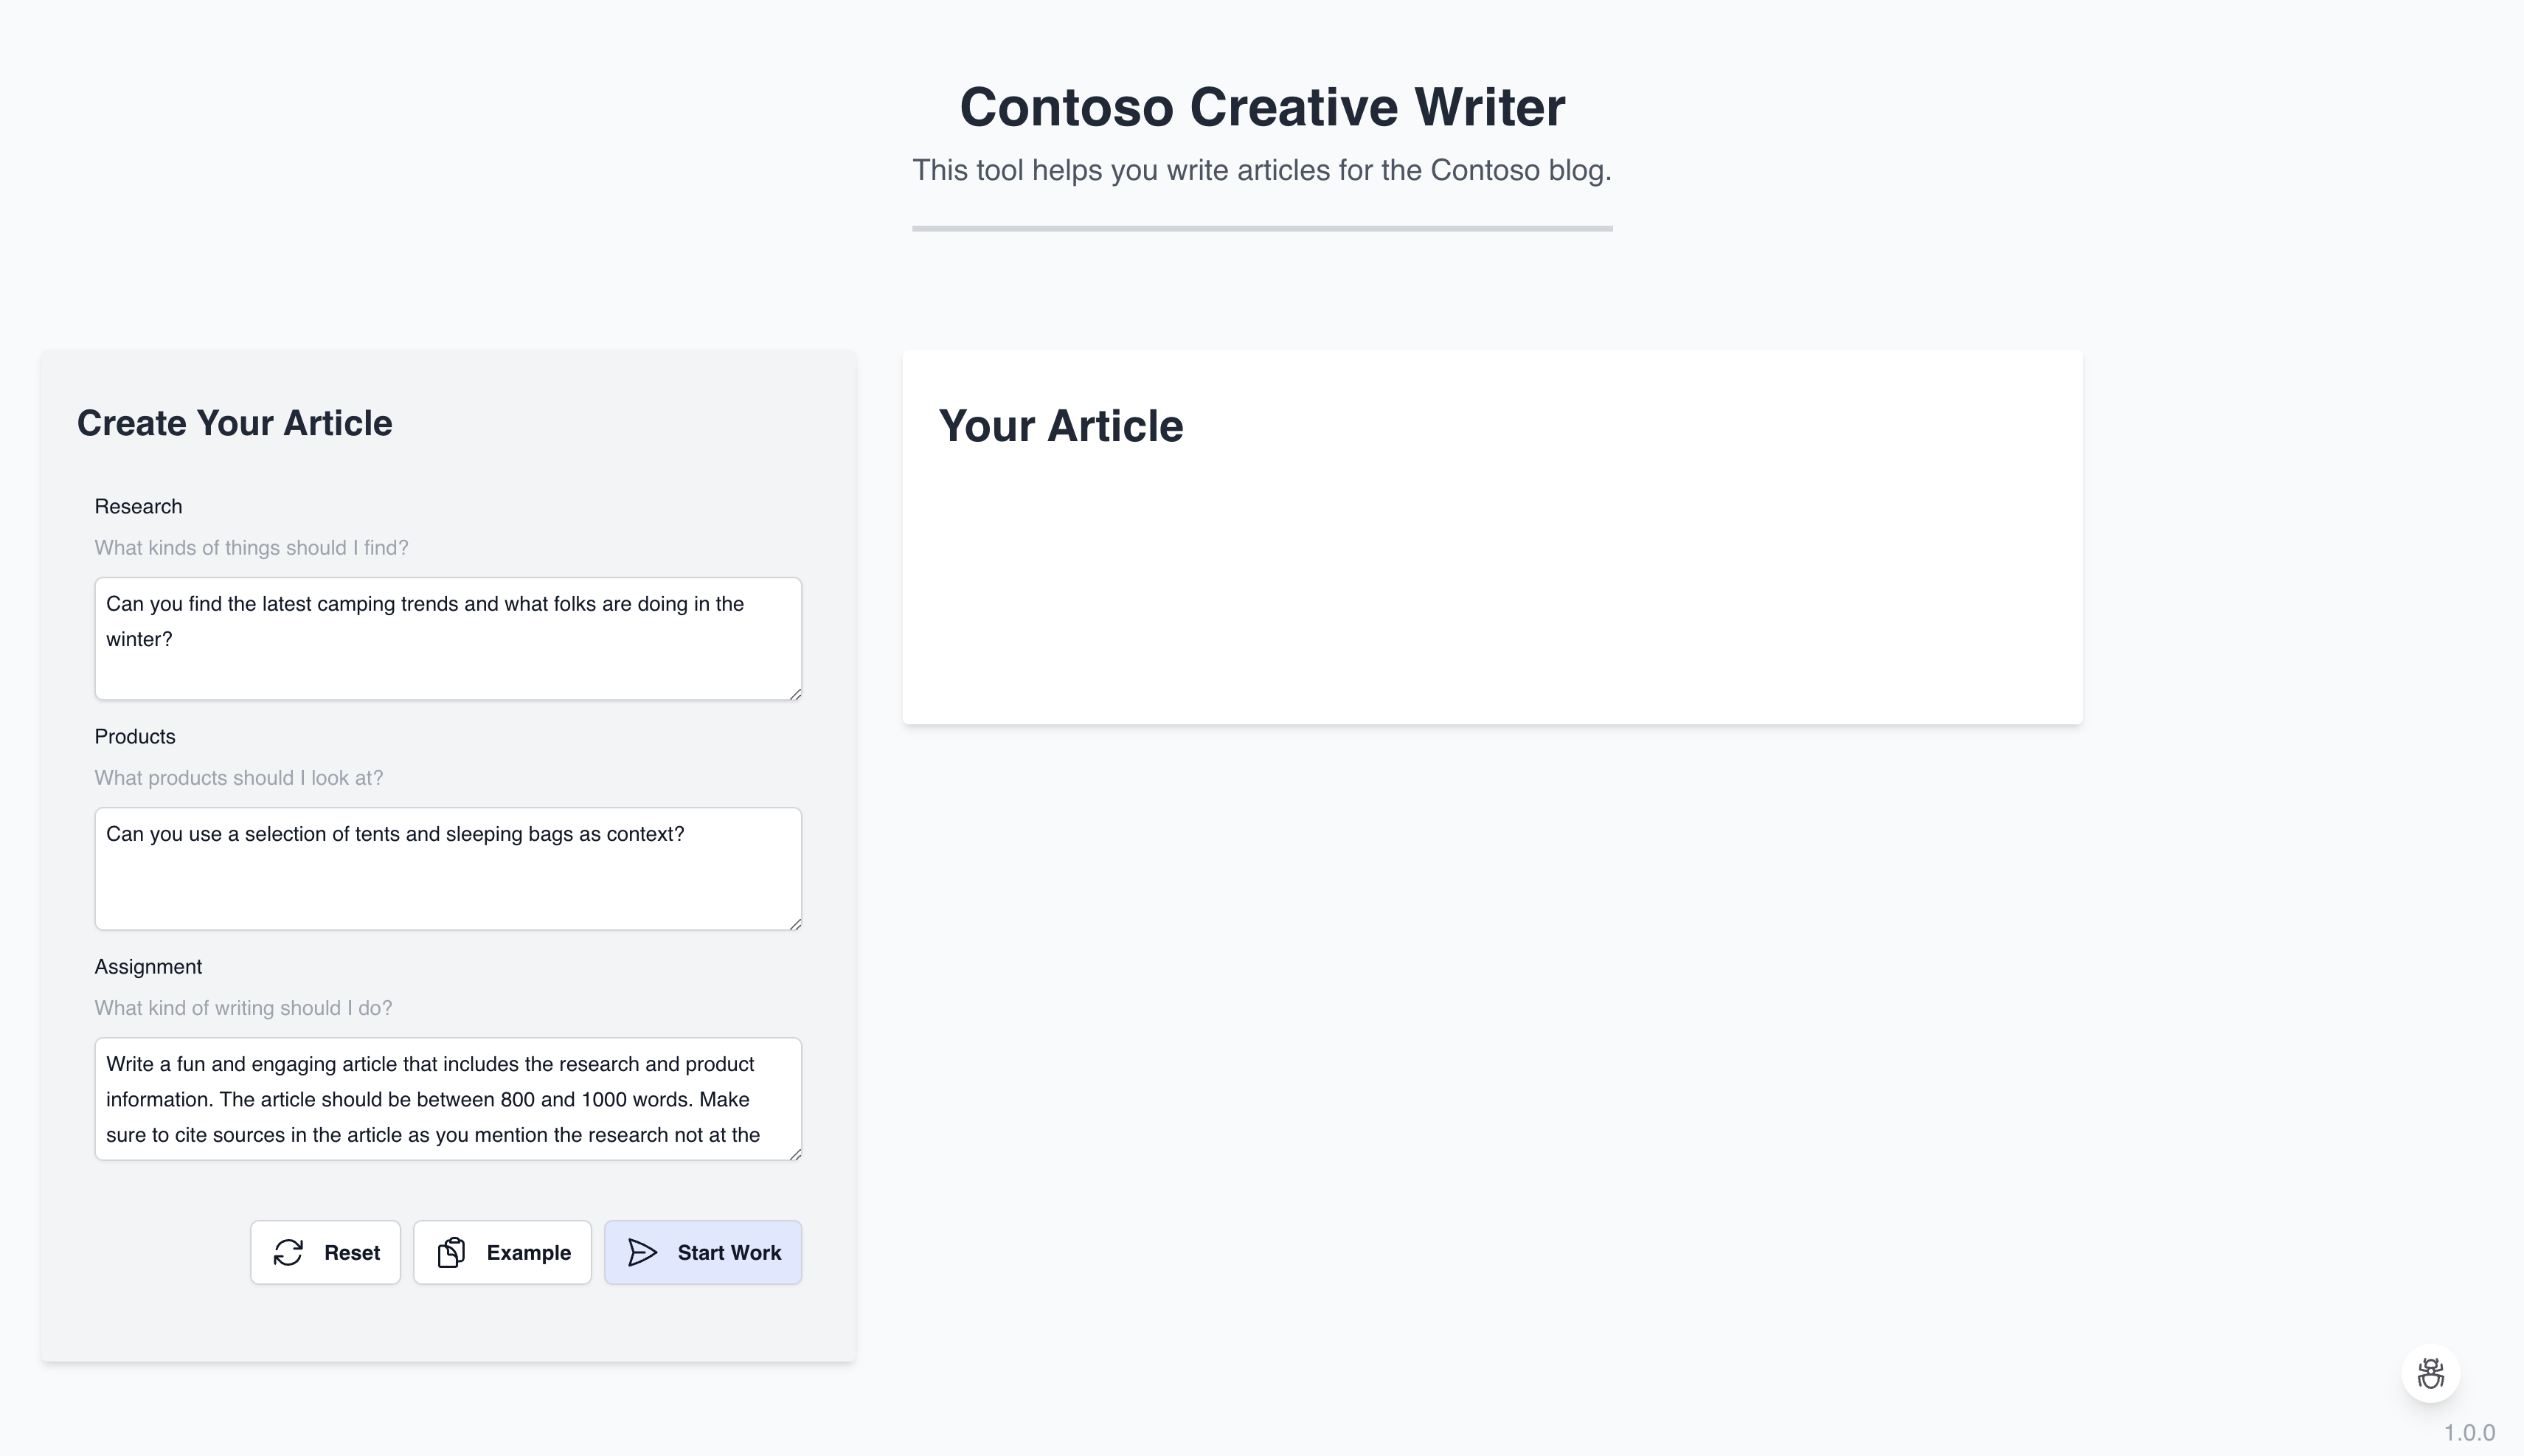 Contoso Creative Writer
This tool helps you write articles for the Contoso blog.
Create Your Article
Research
What kinds of things should I find?
Can you find the latest camping trends and what folks are doing in the
winter?
Products
What products should I look at?
Can you use a selection of tents and sleeping bags as context?
Assignment
What kind of writing should I do?
Write a fun and engaging article that includes the research and product
information. The article should be between 800 and 1000 words. Make
sure to cite sources in the article as you mention the research not at the
Reset
Example
Start Work
Your Article
1.0.0